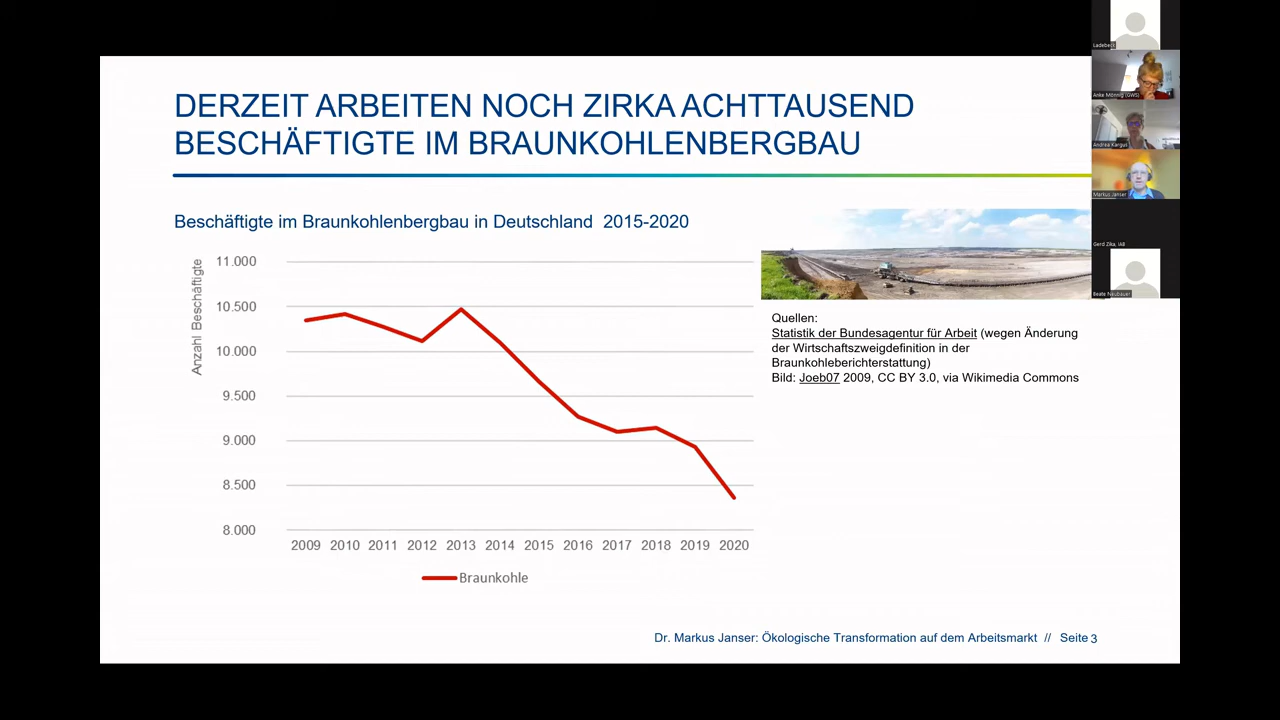 DERZEIT ARBEITEN NOCH ZIRKA ACHTTAUSEND
BESCHÄFTIGTE IM BRAUNKOHLENBERGBAU
Beschäftigte im Braunkohlenbergbau in Deutschland 2015-2020
Anzahl Beschäftigte
11.000
10.500
10.000
9.500
9.000
8.500
8.000
2009 2010 2011 2012 2013 2014 2015 2016 2017 2018 2019 2020
Braunkohle
Quellen:
Statistik der Bundesagentur für Arbeit (wegen Änderung
der Wirtschaftszweigdefinition in der
Braunkohleberichterstattung)
Bild: Joeb07 2009, CC BY 3.0, via Wikimedia Commons
Dr. Markus Janser: Ökologische Transformation auf dem Arbeitsmarkt // Seite 3
Ladebeck
Anke Mönnig (GWS)
Andrea Kargus
Markus Janser
Gerd Zika, IAB
Beate Neubauer